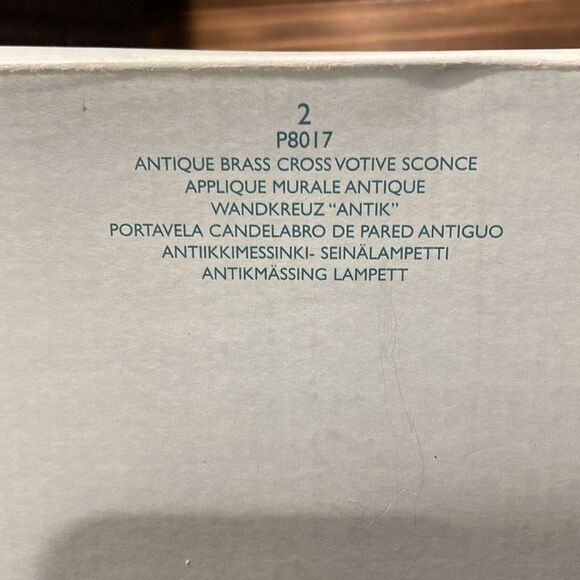 2
P8017
ANTIQUE BRASS CROSS VOTIVE SCONCE
APPLIQUE MURALE ANTIQUE
WANDKREUZ “ANTIK”
PORTAVELA CANDELABRO DE PARED ANTIGUO
ANTIIKKIMESSINKI- SEINÄLAMPETTI
ANTIKMÄSSING LAMPETT